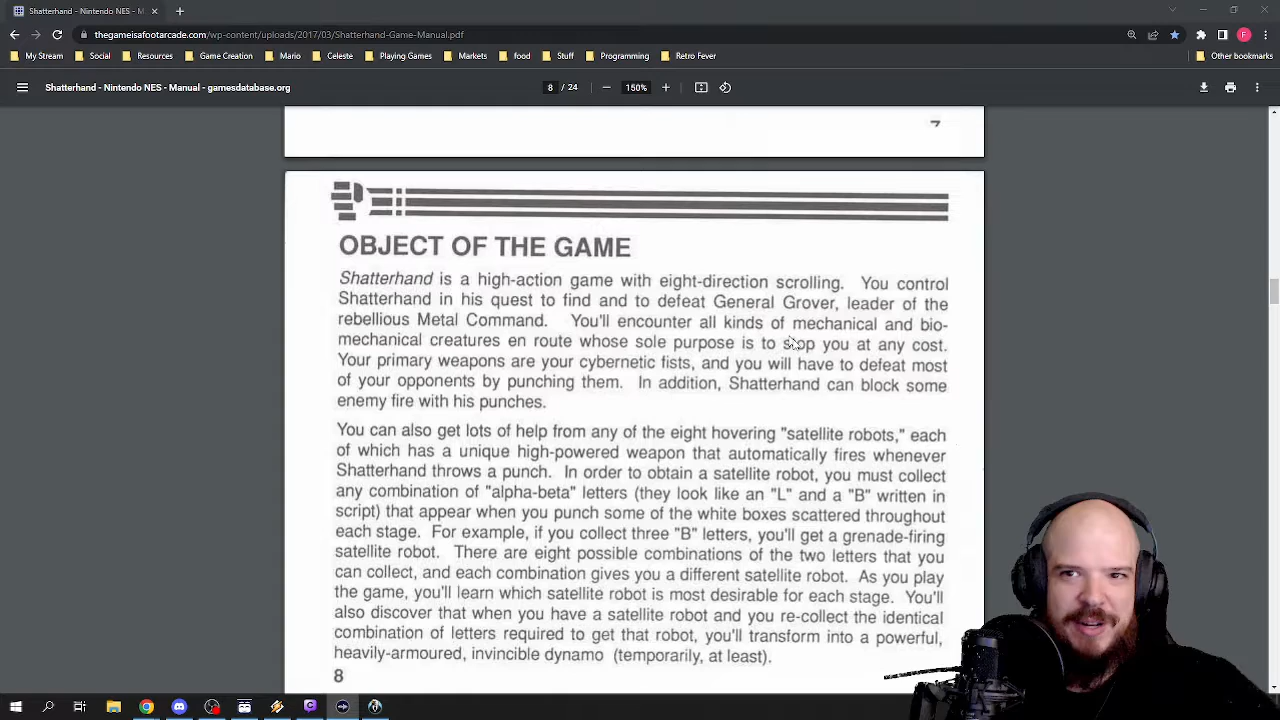 Shatterhand - Nintendo NES - M
thegameisafootarcade.com/wp-content/uploads/2017/03/Shatterhand-Game-Manual.pdf
F
My Stream Social Resources Game Creation Mario Celeste Playing Games Markets food Stuff Programming Retro Fever Other bookmarks
Shatterhand - Nintendo NES - Manual - gamesdatabase.org 8 / 24 150%
7
OBJECT OF THE GAME
Shatterhand is a high-action game with eight-direction scrolling. You control
Shatterhand in his quest to find and to defeat General Grover, leader of the
rebellious Metal Command. You'll encounter all kinds of mechanical and bio-
mechanical creatures en route whose sole purpose is to stop you at any cost.
Your primary weapons are your cybernetic fists, and you will have to defeat most
of your opponents by punching them. In addition, Shatterhand can block some
enemy fire with his punches.
You can also get lots of help from any of the eight hovering "satellite robots," each
of which has a unique high-powered weapon that automatically fires whenever
Shatterhand throws a punch. In order to obtain a satellite robot, you must collect
any combination of "alpha-beta" letters (they look like an "L" and a "B" written in
script) that appear when you punch some of the white boxes scattered throughout
each stage. For example, if you collect three "B" letters, you'll get a grenade-firing
satellite robot. There are eight possible combinations of the two letters that you
can collect, and each combination gives you a different satellite robot. As you play
the game, you'll learn which satellite robot is most desirable for each stage. You'll
also discover that when you have a satellite robot and you re-collect the identical
combination of letters required to get that robot, you'll transform into a powerful,
heavily-armoured, invincible dynamo (temporarily, at least).
8